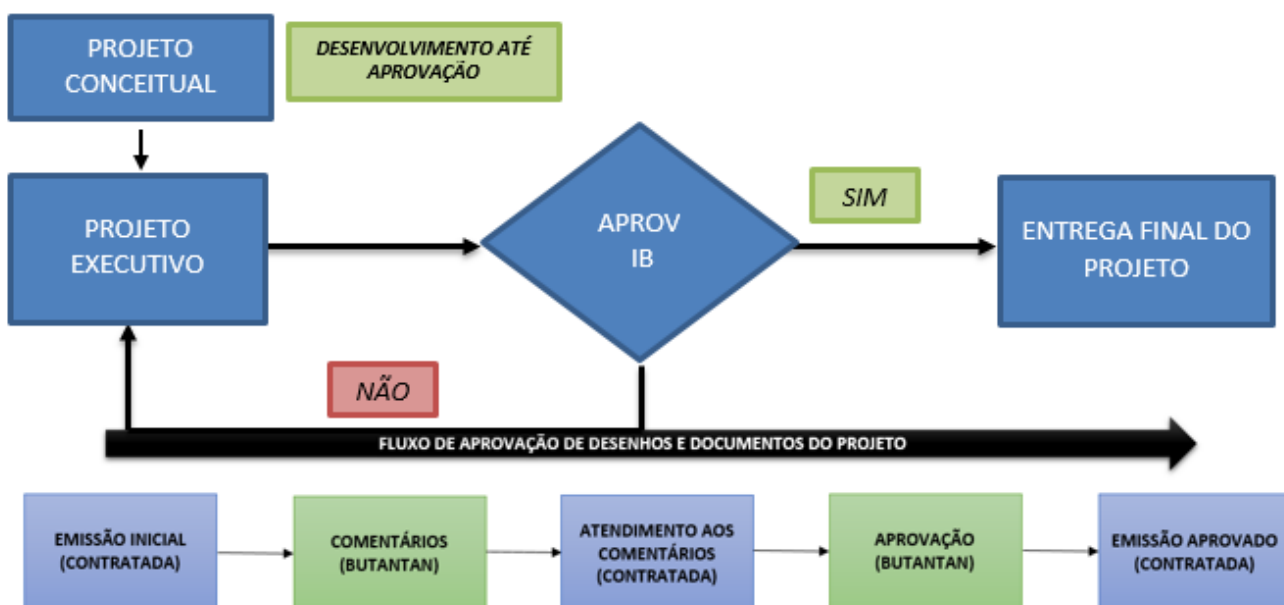 PROJETO
CONCEITUAL
DESENVOLVIMENTO ATÉ
APROVAÇÃO
PROJETO
EXECUTIVO
APROV
IB
SIM
ENTREGA FINAL DO
PROJETO
NÃO
FLUXO DE APROVAÇÃO DE DESENHOS E DOCUMENTOS DO PROJETO
EMISSÃO INICIAL
(CONTRATADA)
COMENTÁRIOS
(BUTANTAN)
ATENDIMENTO AOS
COMENTÁRIOS
(CONTRATADA)
APROVAÇÃO
(BUTANTAN)
EMISSÃO APROVADO
(CONTRATADA)